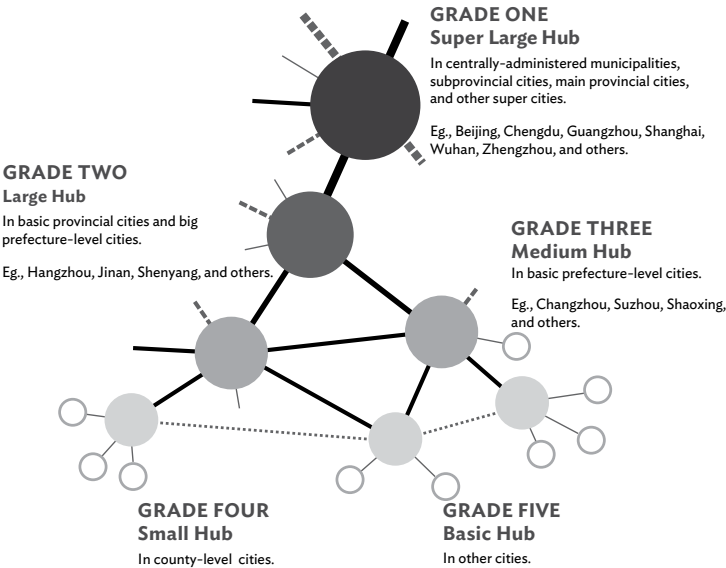 GRADE ONE
Super Large Hub
In centrally-administered municipalities,
subprovincial cities, main provincial cities,
and other super cities.
Eg., Beijing, Chengdu, Guangzhou, Shanghai,
Wuhan, Zhengzhou, and others.
GRADE TWO
Large Hub
In basic provincial cities and big
prefecture-level cities.
Eg., Hangzhou, Jinan, Shenyang, and others.
GRADE THREE
Medium Hub
In basic prefecture-level cities.
Eg., Changzhou, Suzhou, Shaoxing,
and others.
GRADE FOUR
Small Hub
In county-level cities.
GRADE FIVE
Basic Hub
In other cities.